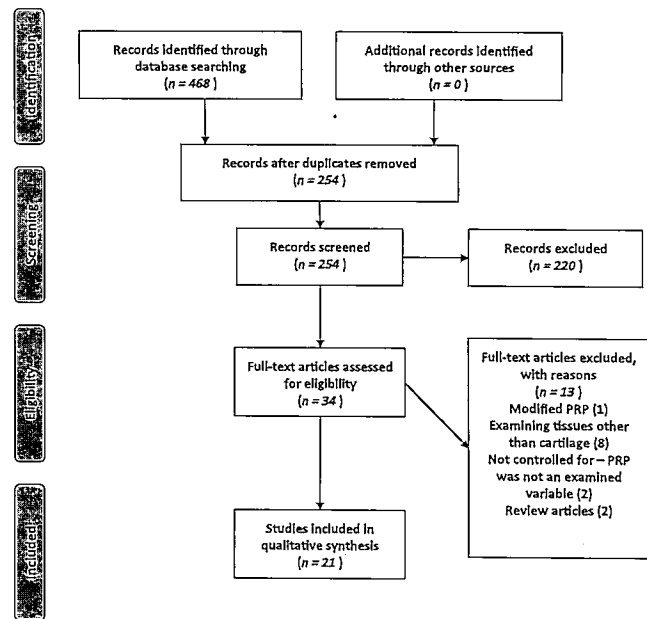 Identification
Records identified through
database searching
(n = 468)
Additional records identified
through other sources
(n = 0)
Records after duplicates removed
(n = 254)
Screening
Records screened
(n = 254)
Records excluded
(n = 220)
Eligibility
Full-text articles assessed
for eligibility
(n = 34)
Full-text articles excluded,
with reasons
(n = 13)
Modified PRP (1)
Examining tissues other
than cartilage (8)
Not controlled for – PRP
was not an examined
variable (2)
Review articles (2)
Included
Studies included in
qualitative synthesis
(n = 21)